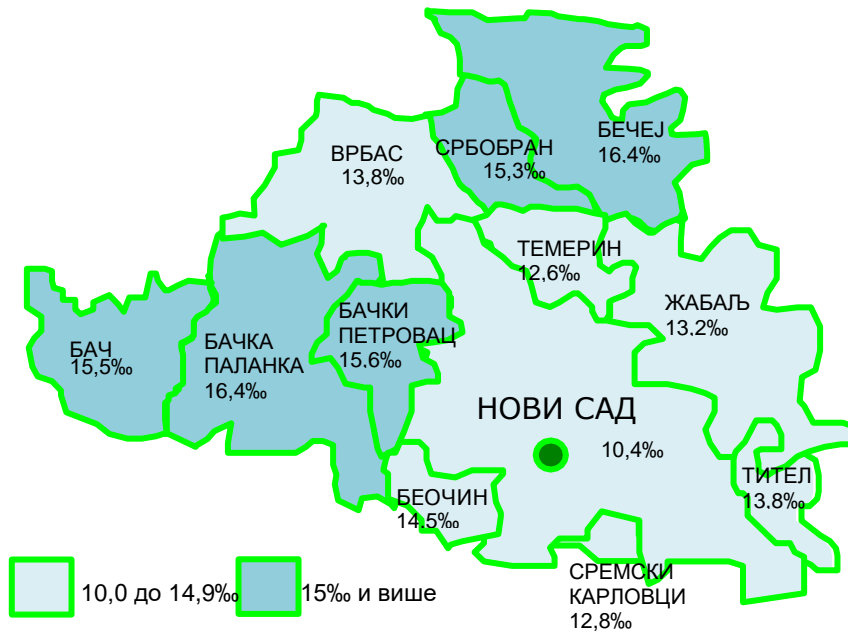 БЕЧЕЈ
16,4‰
СРБОБРАН
15,3‰
ВРБАС
13,8‰
ТЕМЕРИН
12,6‰
ЖАБАЉ
13,2‰
БАЧКИ
ПЕТРОВАЦ
15,6‰
БАЧ
15,5‰
БАЧКА
ПАЛАНКА
16,4‰
НОВИ САД
10,4‰
ТИТЕЛ
13,8‰
БЕОЧИН
14,5‰
СРЕМСКИ
КАРЛОВЦИ
12,8‰
10,0 до 14,9‰
15‰ и више